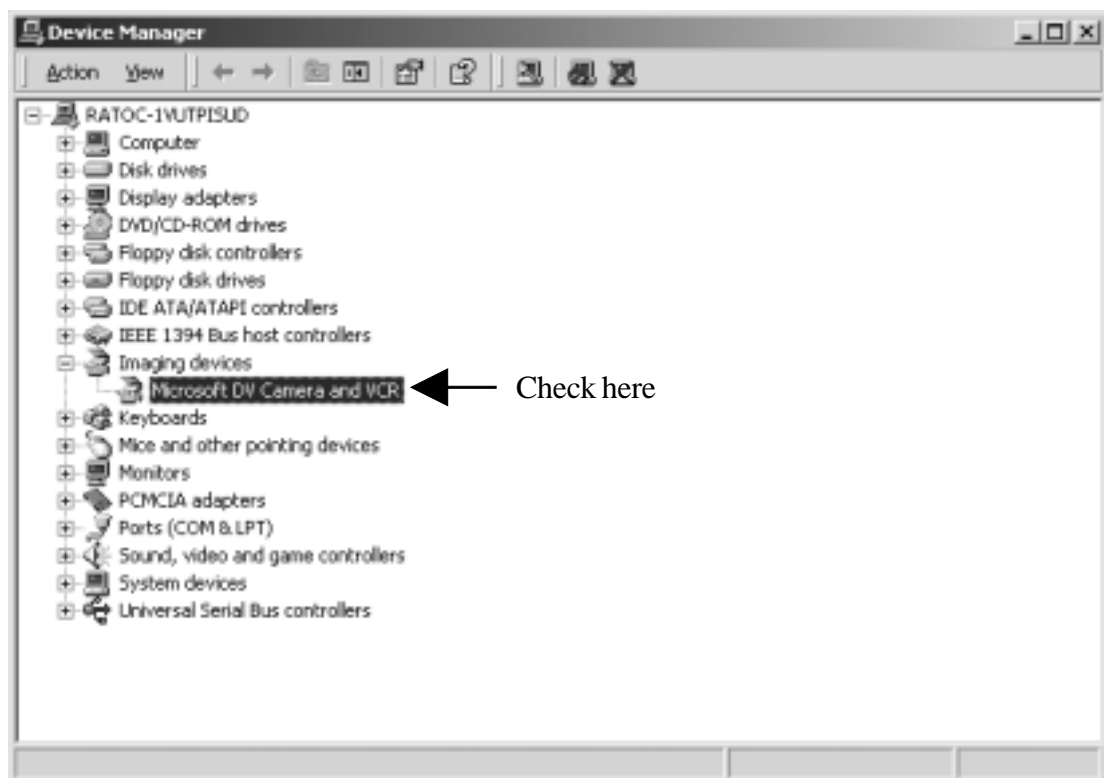 Device Manager
Action View
RATOC-1VUTPISUD
Computer
Disk drives
Display adapters
DVD/CD-ROM drives
Floppy disk controllers
Floppy disk drives
IDE ATA/ATAPI controllers
IEEE 1394 Bus host controllers
Imaging devices
Microsoft DV Camera and VCR
Check here
Keyboards
Mice and other pointing devices
Monitors
PCMCIA adapters
Ports (COM & LPT)
Sound, video and game controllers
System devices
Universal Serial Bus controllers